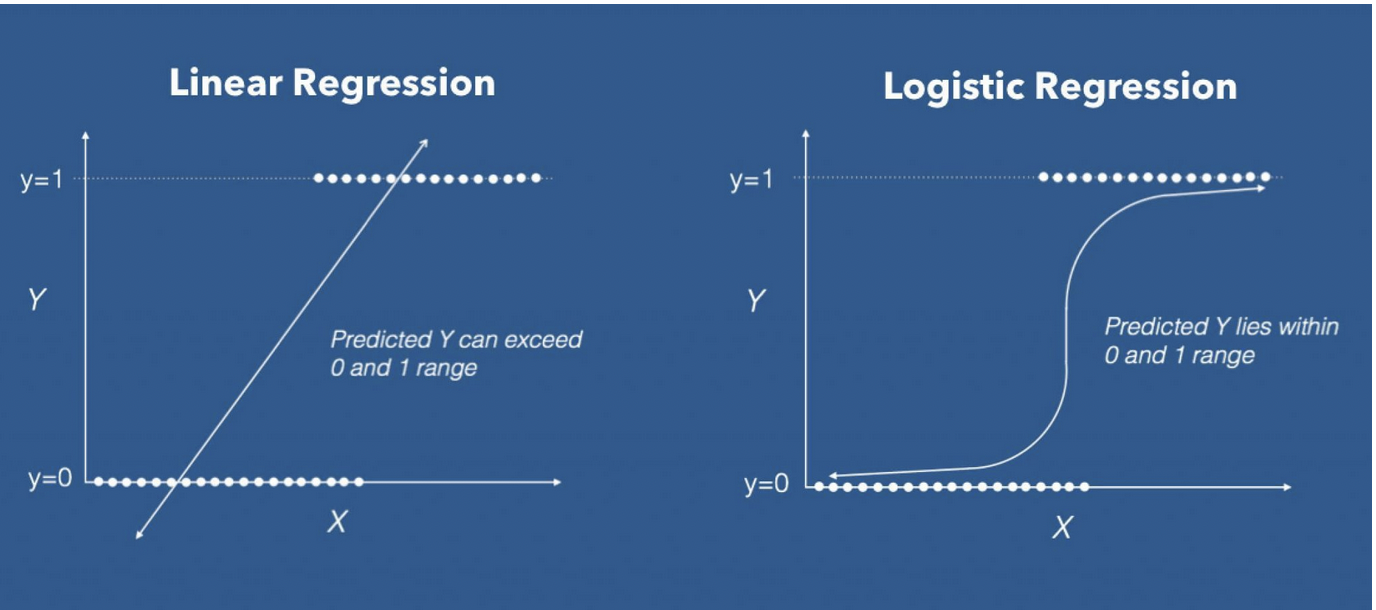 Linear Regression
y=1
Y
Predicted Y can exceed
0 and 1 range
y=0
X
Logistic Regression
y=1
Y
Predicted Y lies within
0 and 1 range
y=0
X